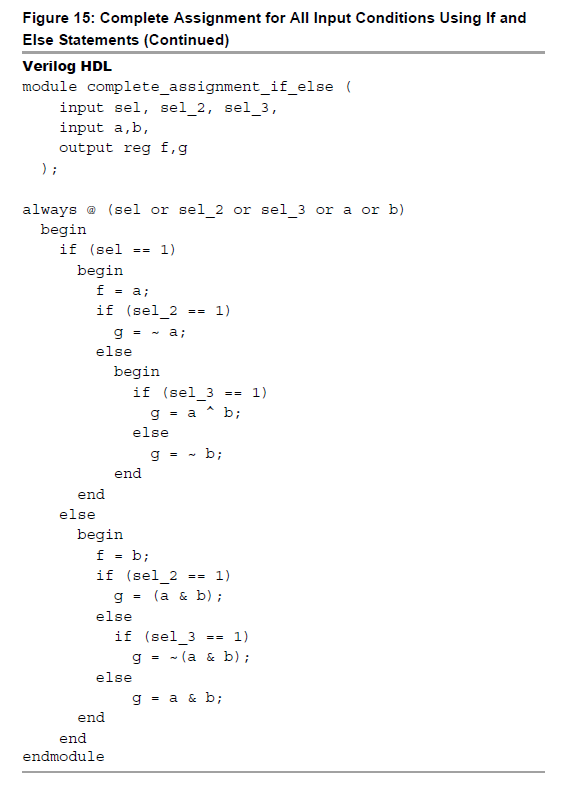 Figure 15: Complete Assignment for All Input Conditions Using If and
Else Statements (Continued)
Verilog HDL
module complete_assignment_if_else (
    input sel, sel_2, sel_3,
    input a,b,
    output reg f,g
  );

always @ (sel or sel_2 or sel_3 or a or b)
  begin
    if (sel == 1)
      begin
        f = a;
        if (sel_2 == 1)
          g = ~ a;
        else
          begin
            if (sel_3 == 1)
              g = a ^ b;
            else
              g = ~ b;
          end
      end
    else
      begin
        f = b;
        if (sel_2 == 1)
          g = (a & b);
        else
          if (sel_3 == 1)
            g = ~(a & b);
        else
            g = a & b;
      end
    end
endmodule